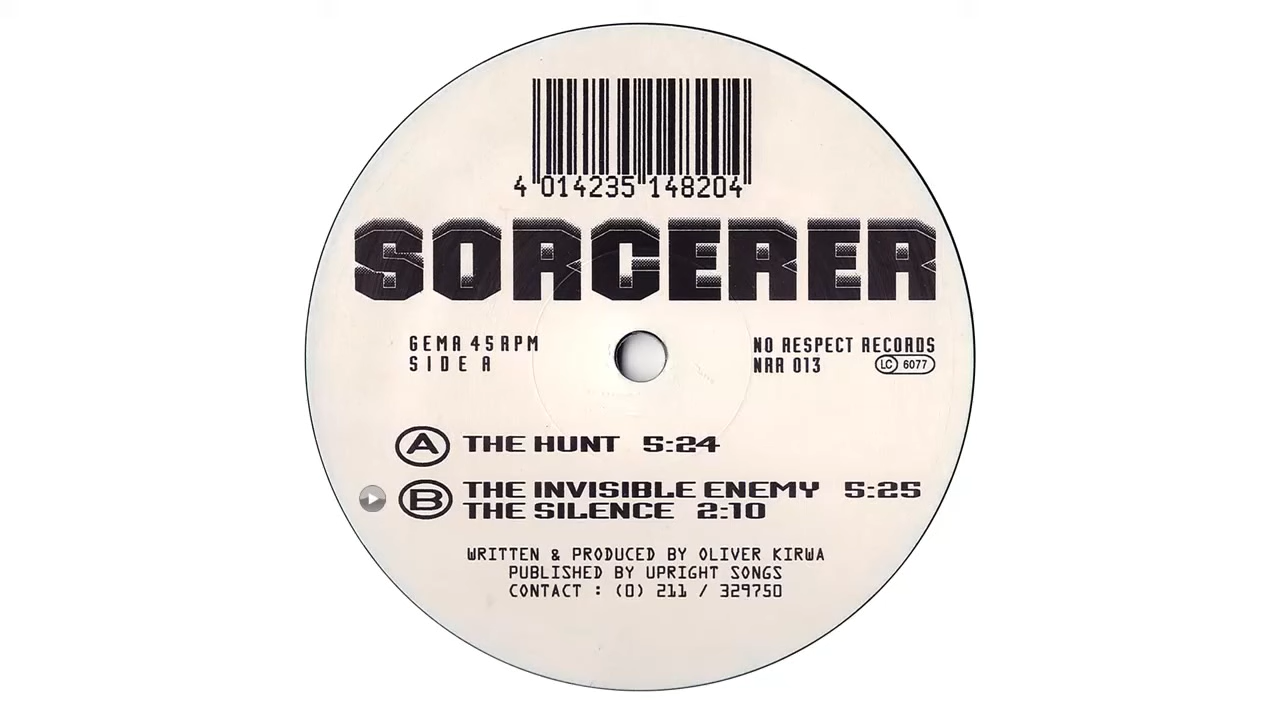 4 014235 148204
SORCERER
GEMA 45RPM
SIDE A
NO RESPECT RECORDS
NRR 013 LC 6077
A THE HUNT 5:24
B THE INVISIBLE ENEMY 5:25
THE SILENCE 2:10
WRITTEN & PRODUCED BY OLIVER KIRWA
PUBLISHED BY UPRIGHT SONGS
CONTACT : (0) 211 / 329750